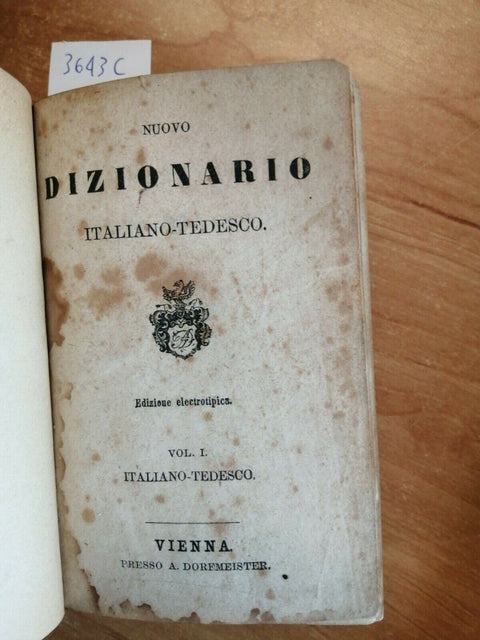 3643 C
NUOVO
DIZIONARIO
ITALIANO-TEDESCO.
Edizione electrotipica.
VOL. I.
ITALIANO-TEDESCO.
VIENNA.
PRESSO A. DORFMEISTER.